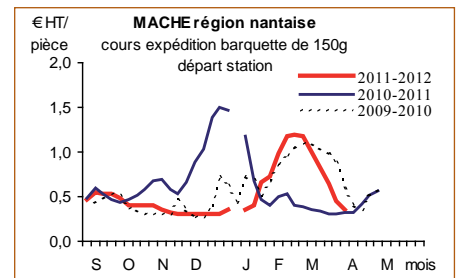 € HT/ MACHE région nantaise
pièce cours expédition barquette de 150g
départ station
2,0
2011-2012
2010-2011
2009-2010
1,5
1,0
0,5
0,0
S O N D J F M A M mois